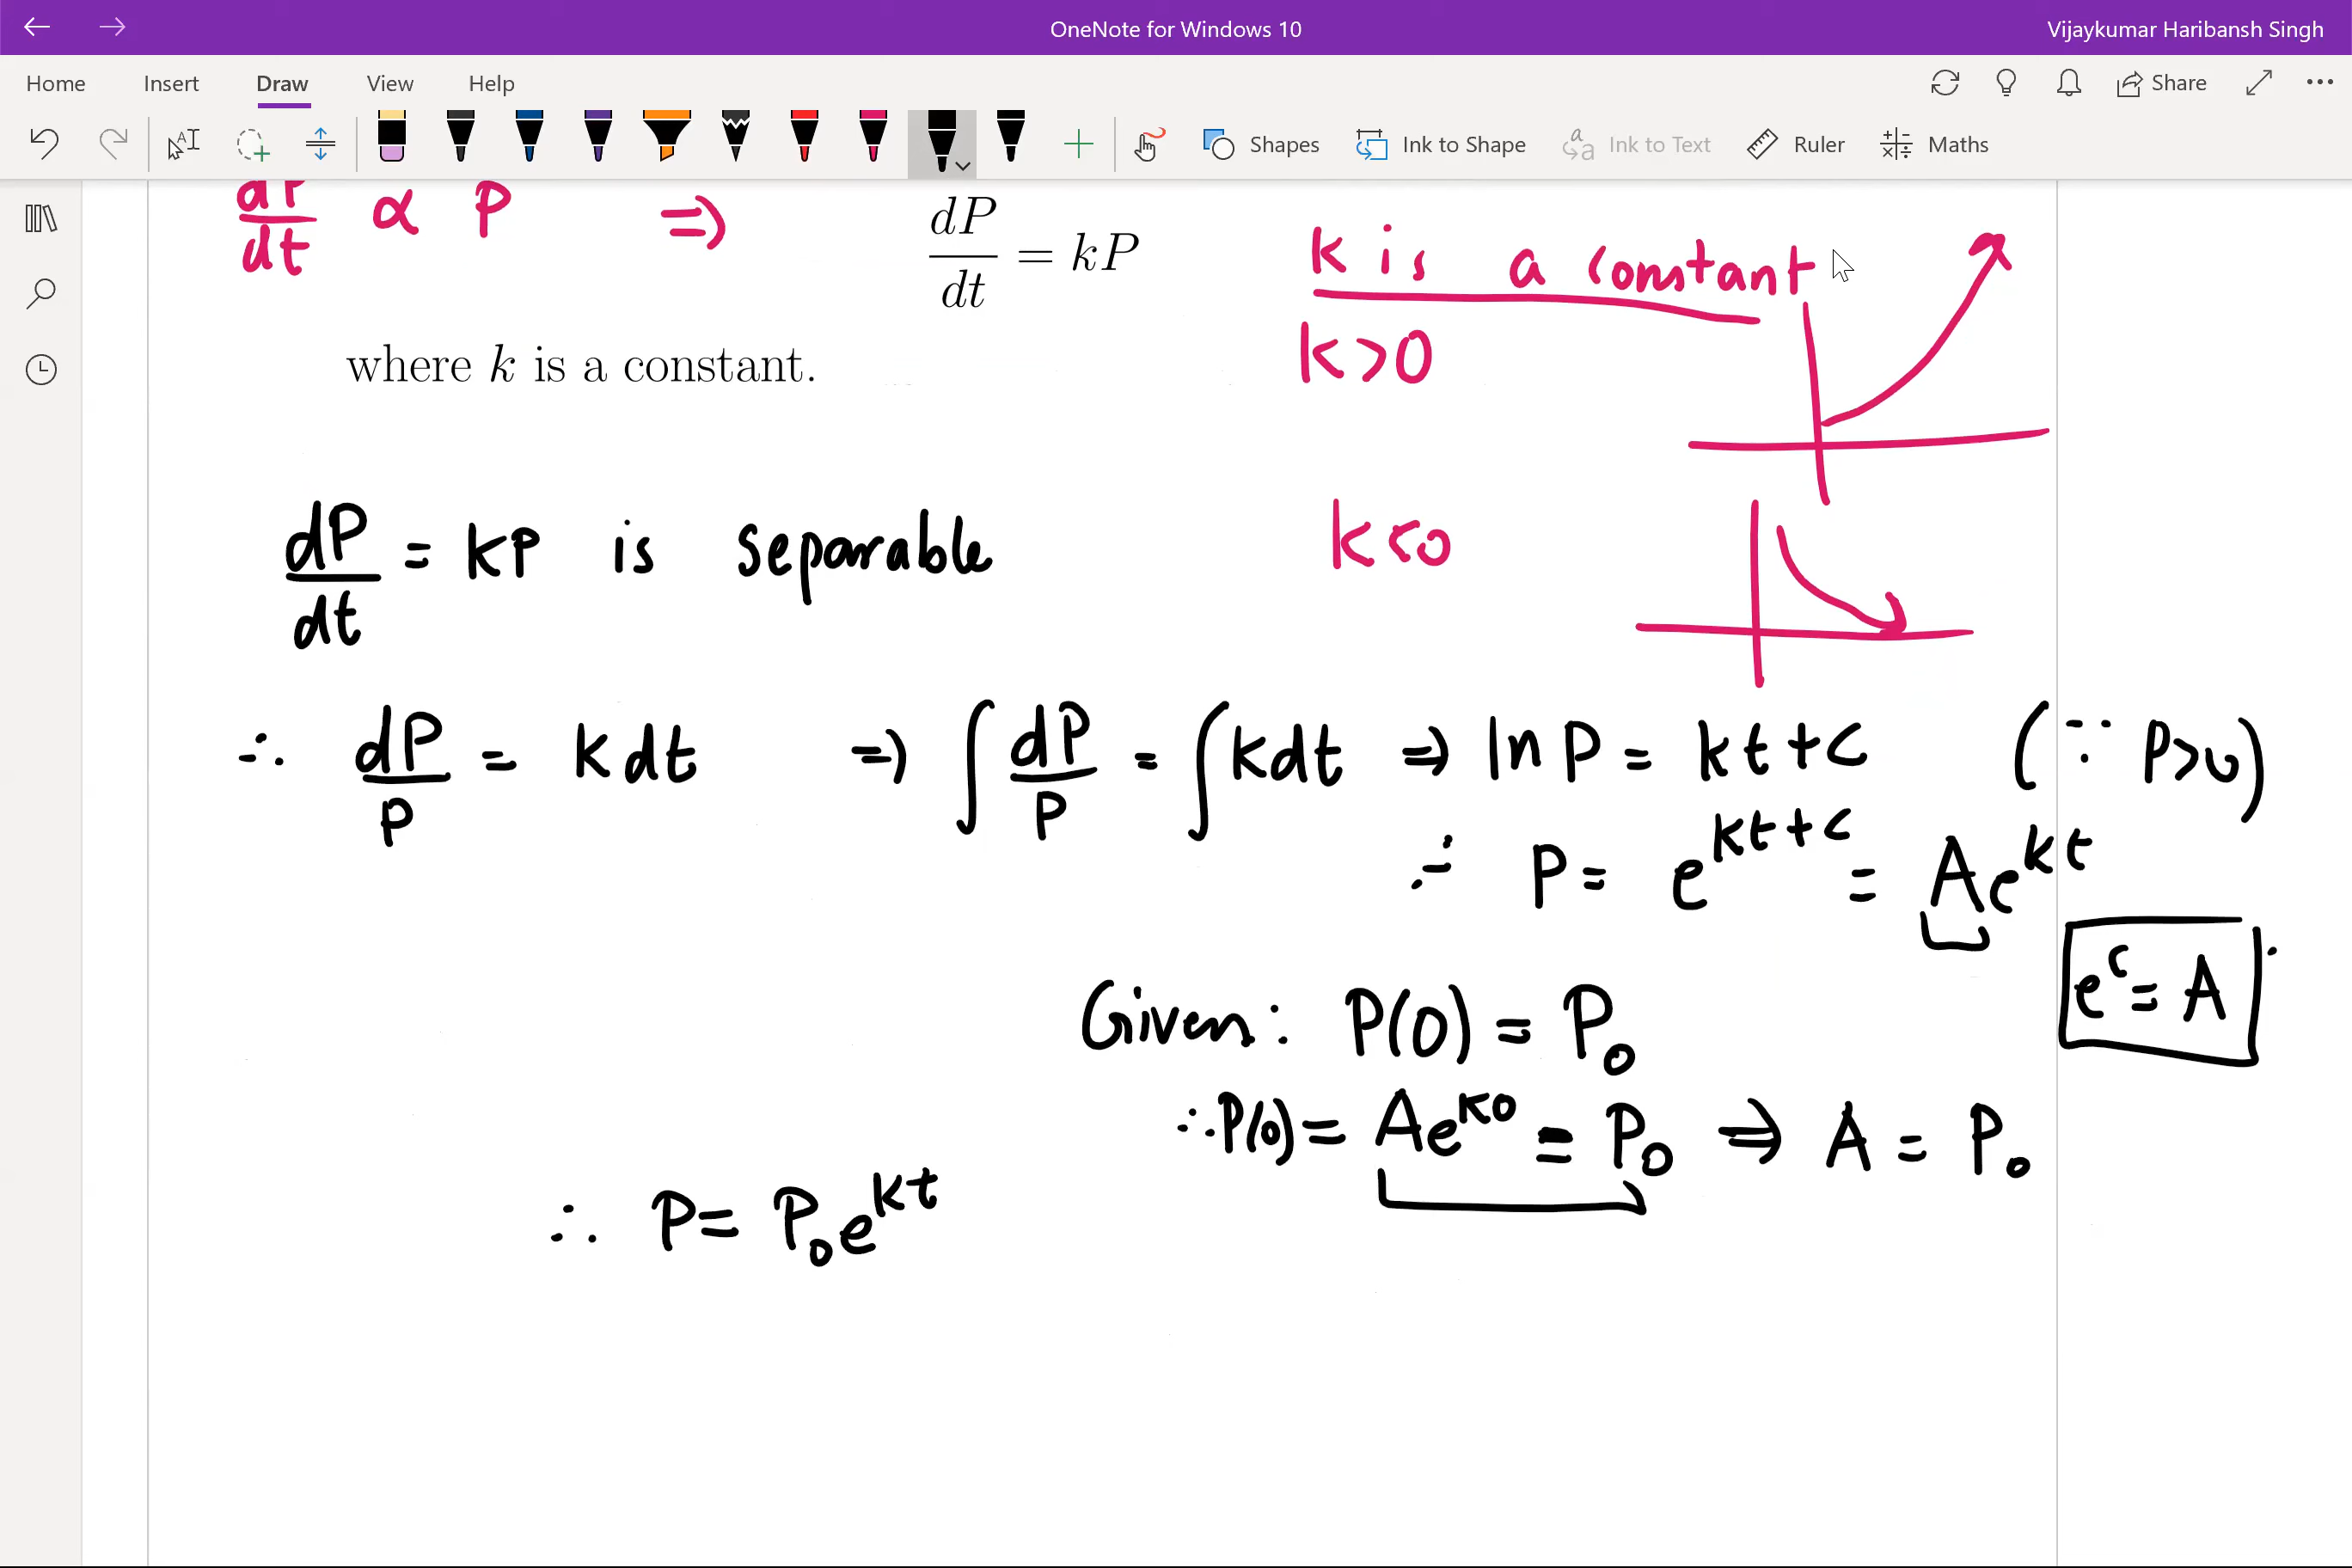 OneNote for Windows 10
Vijaykumar Haribansh Singh
Home Insert Draw View Help
Share
Shapes Ink to Shape Ink to Text Ruler Maths
dP/dt ∝ P ⇒ dP/dt = kP
k is a constant
k>0
where k is a constant.
dP/dt = kP is separable
k<0
∴ dP/P = k dt ⇒ ∫ dP/P = ∫ k dt ⇒ ln P = kt + c (∵ P>0)
∴ P = e^{kt+c} = Ae^{kt}
e^c = A
Given: P(0) = P₀
∴ P(0) = Ae^{k0} = P₀ ⇒ A = P₀
∴ P = P₀e^{kt}